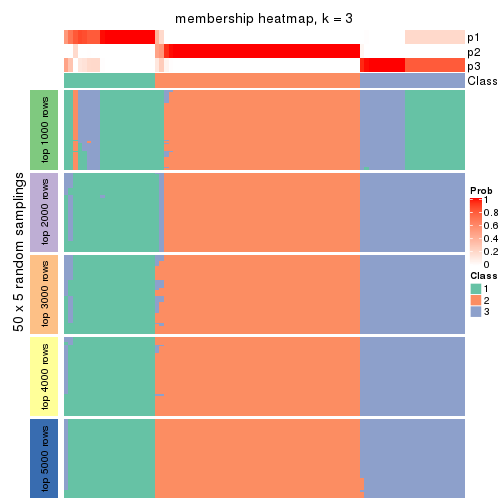 membership heatmap, k = 3
p1
p2
p3
Class
50 x 5 random samplings
top 1000 rows
top 2000 rows
top 3000 rows
top 4000 rows
top 5000 rows
Prob
1
0.8
0.6
0.4
0.2
0
Class
1
2
3